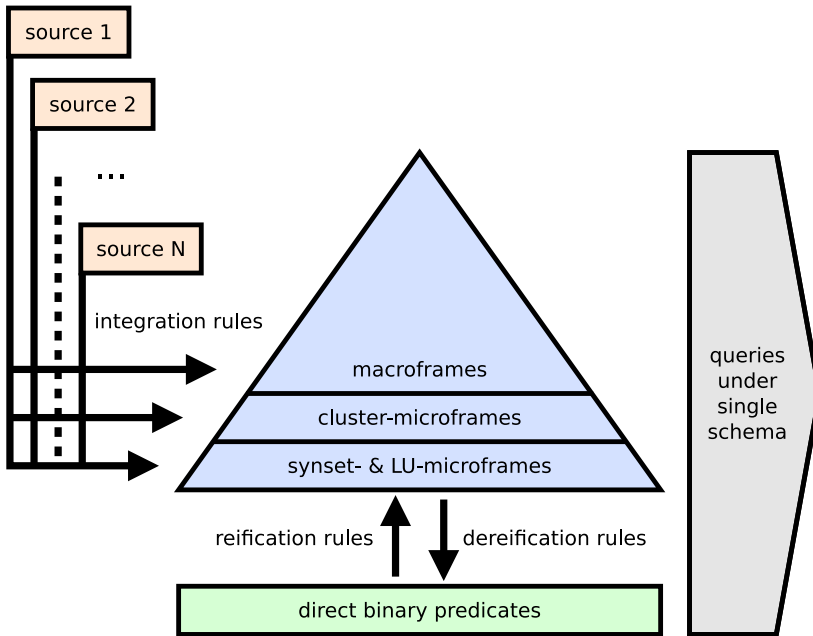 source 1
source 2
...
source N
integration rules
macroframes
cluster-microframes
synset- & LU-microframes
reification rules
dereification rules
direct binary predicates
queries
under
single
schema